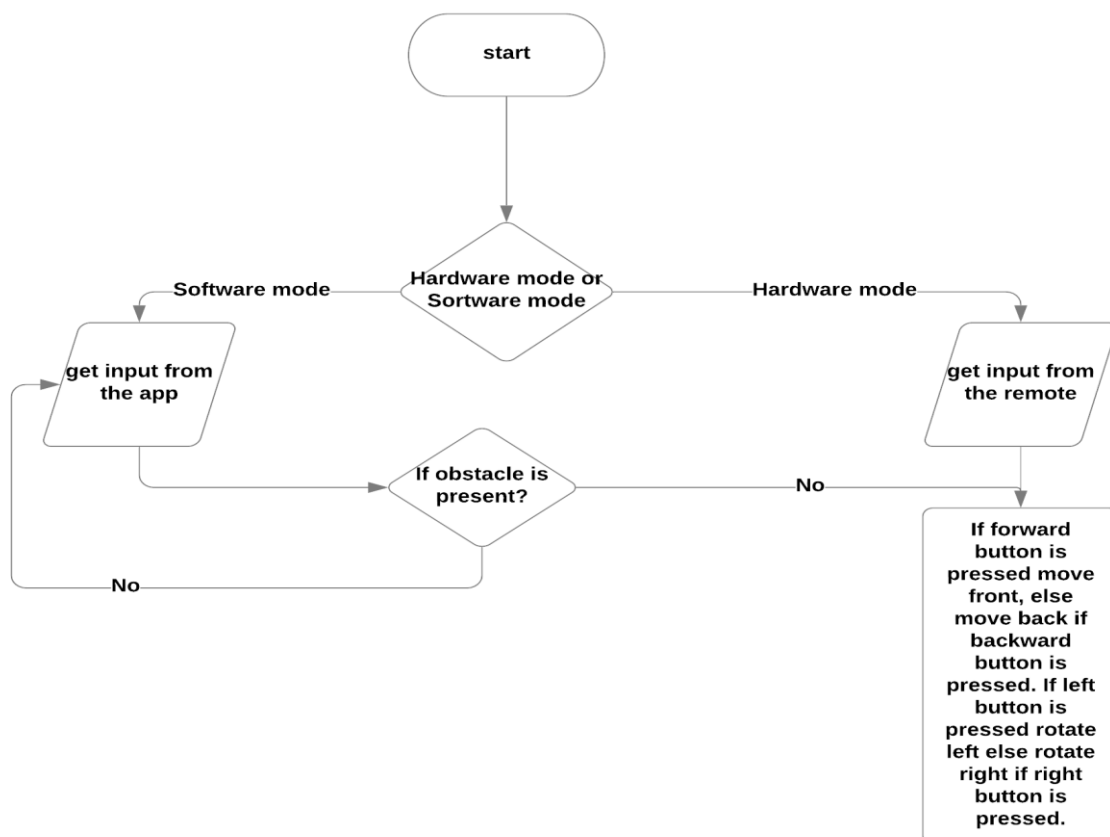 start
Hardware mode or
Sortware mode
Software mode
Hardware mode
get input from
the app
get input from
the remote
If obstacle is
present?
No
No
If forward
button is
pressed move
front, else
move back if
backward
button is
pressed. If left
button is
pressed rotate
left else rotate
right if right
button is
pressed.